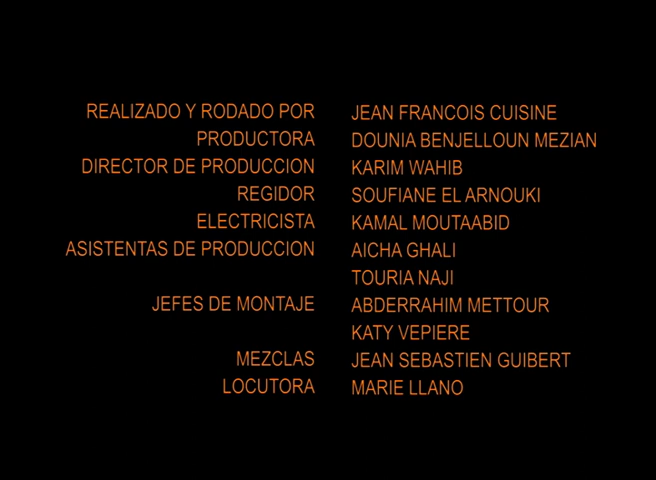 REALIZADO Y RODADO POR JEAN FRANCOIS CUISINE
PRODUCTORA DOUNIA BENJELLOUN MEZIAN
DIRECTOR DE PRODUCCION KARIM WAHIB
REGIDOR SOUFIANE EL ARNOUKI
ELECTRICISTA KAMAL MOUTAABID
ASISTENTAS DE PRODUCCION AICHA GHALI
TOURIA NAJI
JEFES DE MONTAJE ABDERRAHIM METTOUR
KATY VEPIERE
MEZCLAS JEAN SEBASTIEN GUIBERT
LOCUTORA MARIE LLANO